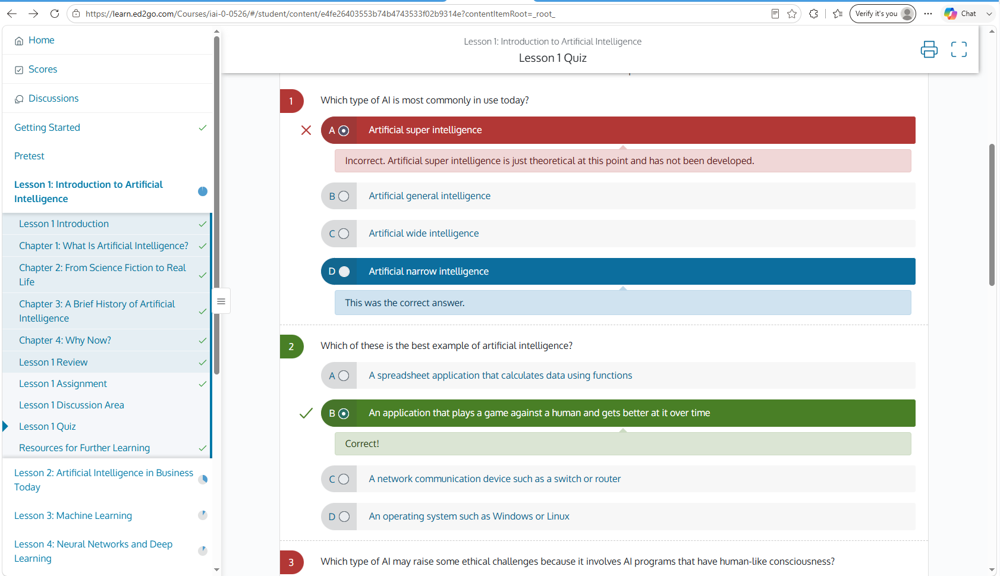 https://learn.ed2go.com/Courses/iai-0-0526/#/student/content/e4fe26403553b74b4743533f02b9314e?contentItemRoot=_root_
Verify it's you
Chat
Home
Scores
Discussions
Getting Started
Pretest
Lesson 1: Introduction to Artificial
Intelligence
Lesson 1 Introduction
Chapter 1: What Is Artificial Intelligence?
Chapter 2: From Science Fiction to Real
Life
Chapter 3: A Brief History of Artificial
Intelligence
Chapter 4: Why Now?
Lesson 1 Review
Lesson 1 Assignment
Lesson 1 Discussion Area
Lesson 1 Quiz
Resources for Further Learning
Lesson 2: Artificial Intelligence in Business
Today
Lesson 3: Machine Learning
Lesson 4: Neural Networks and Deep
Learning
Lesson 1: Introduction to Artificial Intelligence
Lesson 1 Quiz
1 Which type of AI is most commonly in use today?
A Artificial super intelligence
Incorrect. Artificial super intelligence is just theoretical at this point and has not been developed.
B Artificial general intelligence
C Artificial wide intelligence
D Artificial narrow intelligence
This was the correct answer.
2 Which of these is the best example of artificial intelligence?
A A spreadsheet application that calculates data using functions
B An application that plays a game against a human and gets better at it over time
Correct!
C A network communication device such as a switch or router
D An operating system such as Windows or Linux
3 Which type of AI may raise some ethical challenges because it involves AI programs that have human-like consciousness?